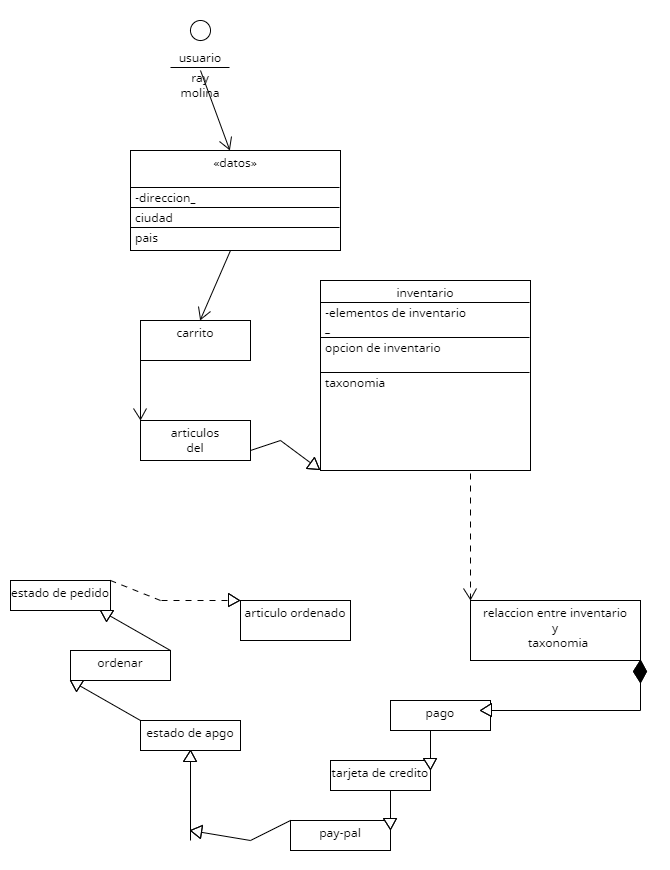 usuario
ray
molina
«datos»
-direccion_
ciudad
pais
inventario
-elementos de inventario
_
opcion de inventario
taxonomia
carrito
articulos
del
estado de pedido
articulo ordenado
relaccion entre inventario
y
taxonomia
ordenar
estado de apgo
pago
tarjeta de credito
pay-pal